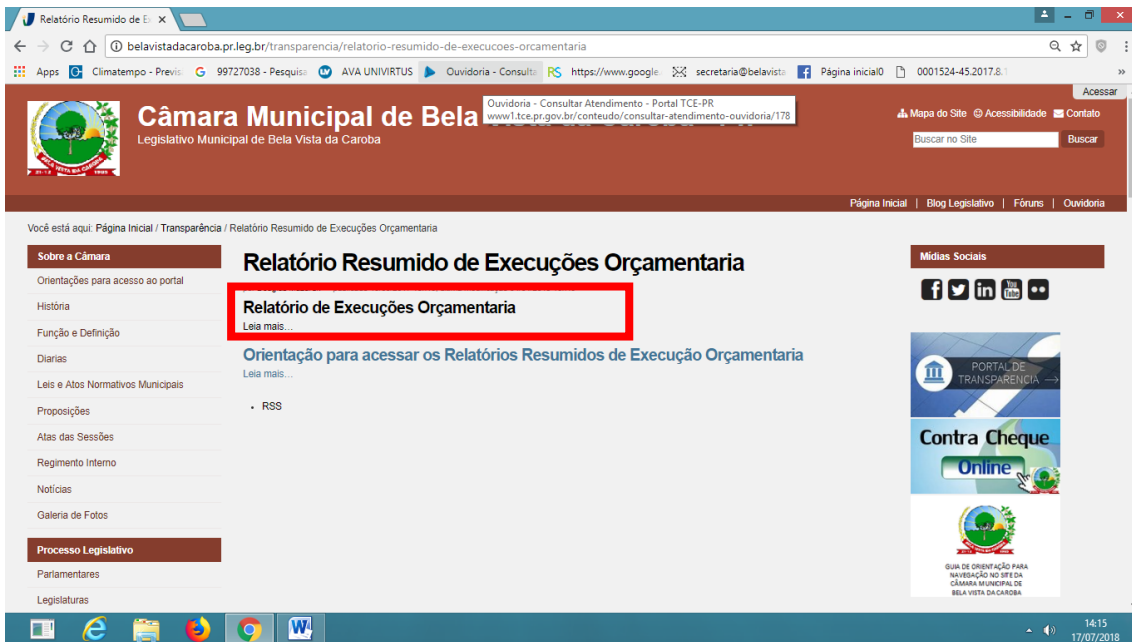 Relatório Resumido de Ex
belavistadacaroba.pr.leg.br/transparencia/relatorio-resumido-de-execucoes-orcamentaria
Apps
Climatempo - Previs
99727038 - Pesquisa
AVA UNIVIRTUS
Ouvidoria - Consulta
https://www.google.
secretaria@belavista
Página inicial0
0001524-45.2017.8.1
»
Acessar
Câmara Municipal de Bela
Ouvidoria - Consultar Atendimento - Portal TCE-PR
www1.tce.pr.gov.br/conteudo/consultar-atendimento-ouvidoria/178
Legislativo Municipal de Bela Vista da Caroba
Mapa do Site
Acessibilidade
Contato
Buscar no Site
Buscar
BELA VISTA DA CAROBA
Página Inicial | Blog Legislativo | Fóruns | Ouvidoria
Você está aqui: Página Inicial / Transparência / Relatório Resumido de Execuções Orçamentaria
Sobre a Câmara
Orientações para acesso ao portal
História
Função e Definição
Diarias
Leis e Atos Normativos Municipais
Proposições
Atas das Sessões
Regimento Interno
Notícias
Galeria de Fotos
Processo Legislativo
Parlamentares
Legislaturas
Relatório Resumido de Execuções Orçamentaria
Relatório de Execuções Orçamentaria
Leia mais…
Orientação para acessar os Relatórios Resumidos de Execução Orçamentaria
Leia mais…
• RSS
Mídias Sociais
You
Tube
PORTAL DE
TRANSPARÊNCIA
Contra Cheque
Online
GUIA DE ORIENTAÇÃO PARA
NAVEGAÇÃO NO SITE DA
CÂMARA MUNICIPAL DE
BELA VISTA DA CAROBA
14:15
17/07/2018